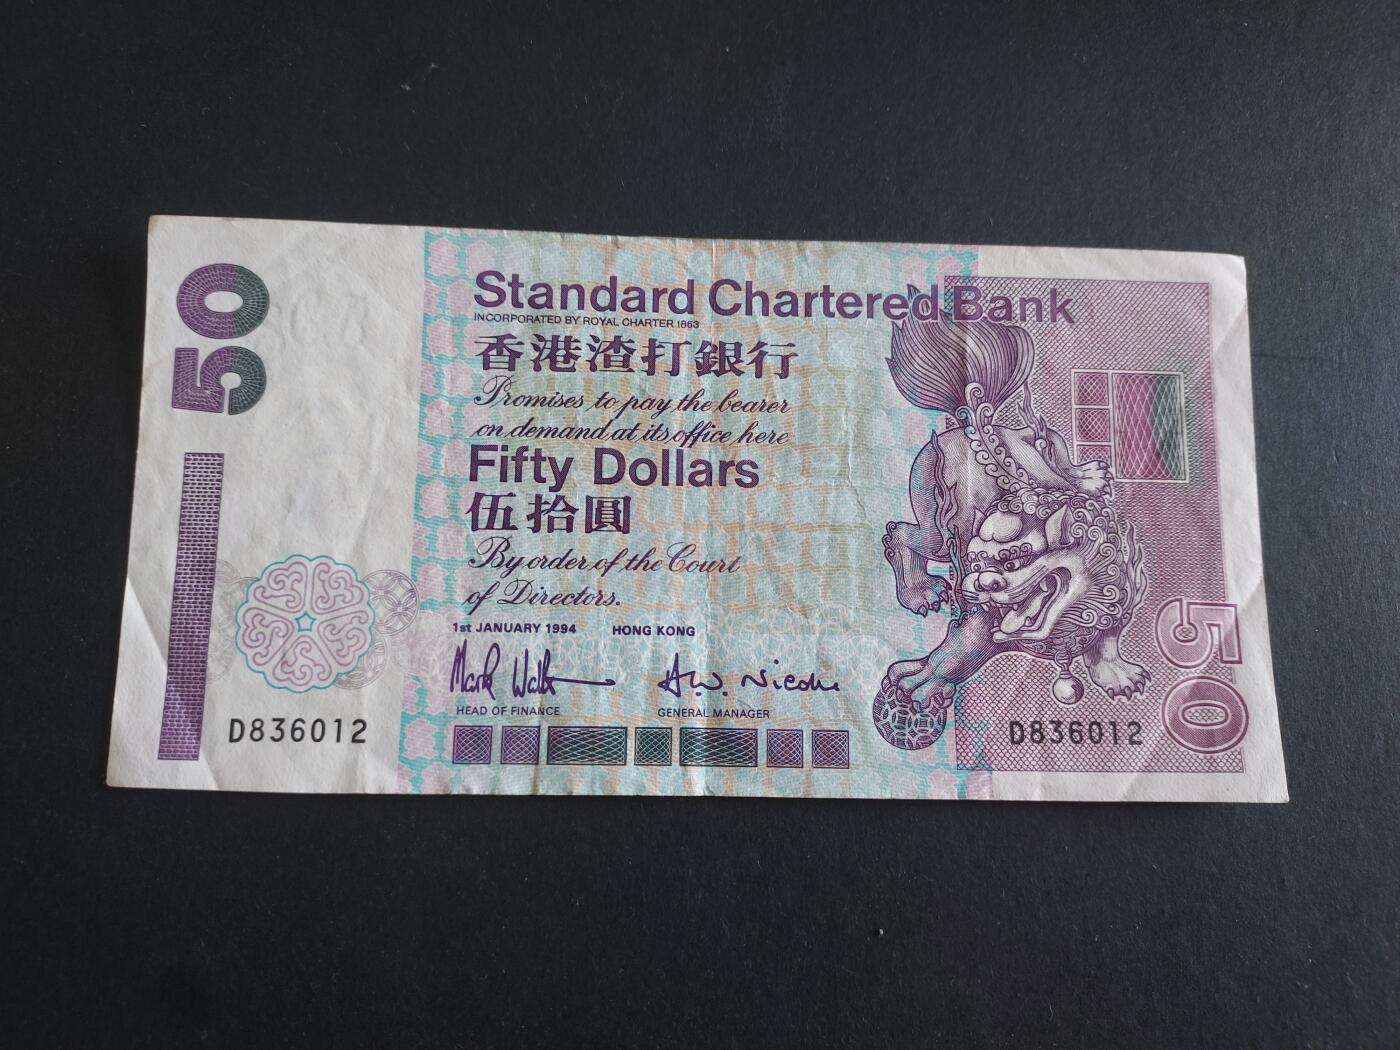 50
Standard Chartered Bank
INCORPORATED BY ROYAL CHARTER 1853
香港渣打銀行
Promises to pay the bearer
on demand at its office here
Fifty Dollars
伍拾圓
By order of the Court
of Directors.
1st JANUARY 1994 HONG KONG
HEAD OF FINANCE GENERAL MANAGER
D836012 D836012
50